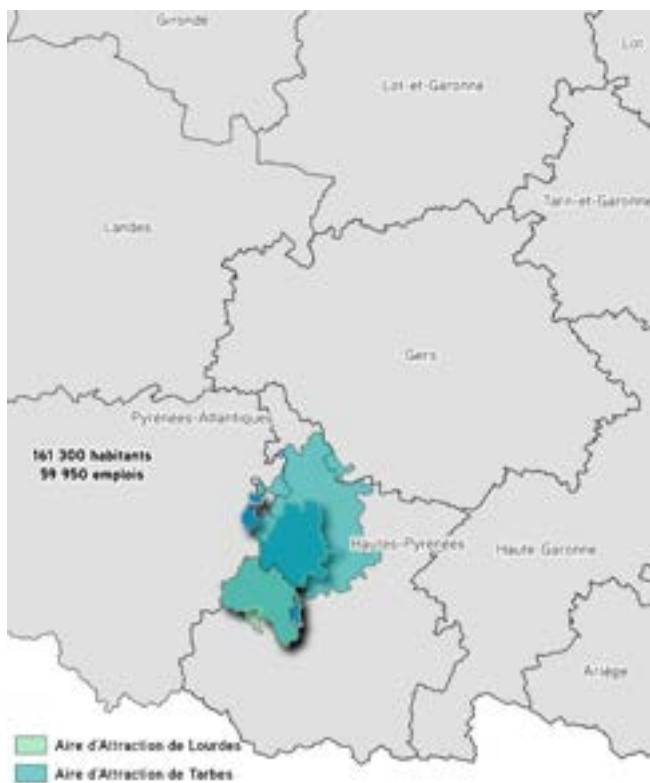 Gironde
Lot
Lot-et-Garonne
Tarn-et-Garonne
Landes
Gers
Pyrénées-Atlantiques
161 300 habitants
59 950 emplois
Hautes-Pyrénées
Haute Garonne
Ariège
Aire d'Attraction de Lourdes
Aire d'Attraction de Tarbes